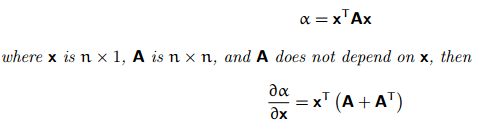 α = xᵀAx
where x is n × 1, A is n × n, and A does not depend on x, then
∂α/∂x = xᵀ (A + Aᵀ)